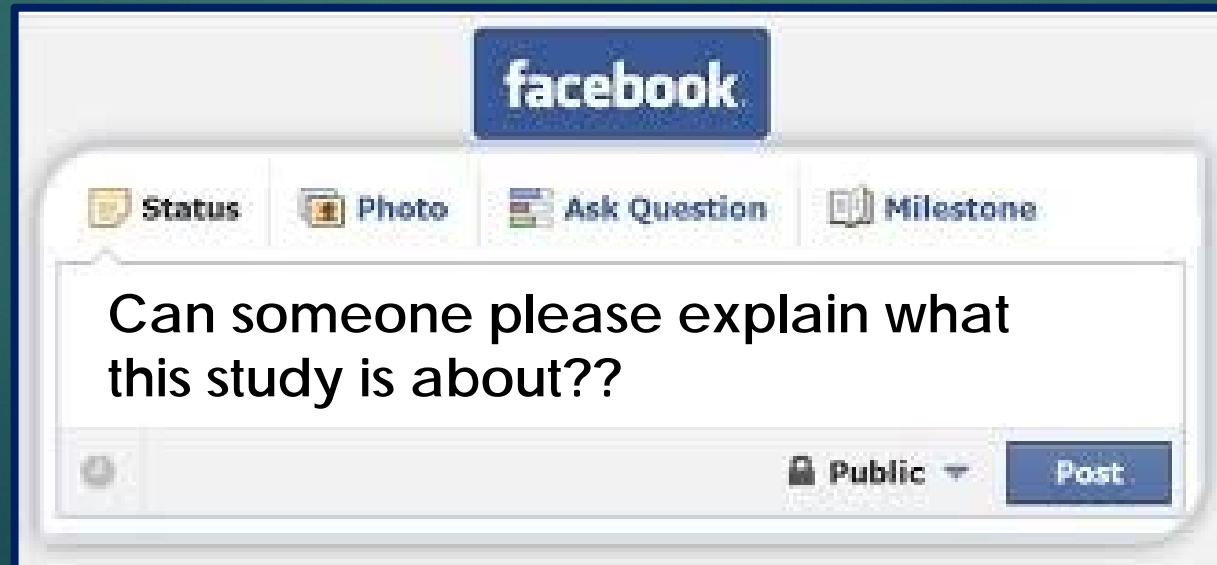 facebook
Status Photo Ask Question Milestone
Can someone please explain what
this study is about??
Public Post